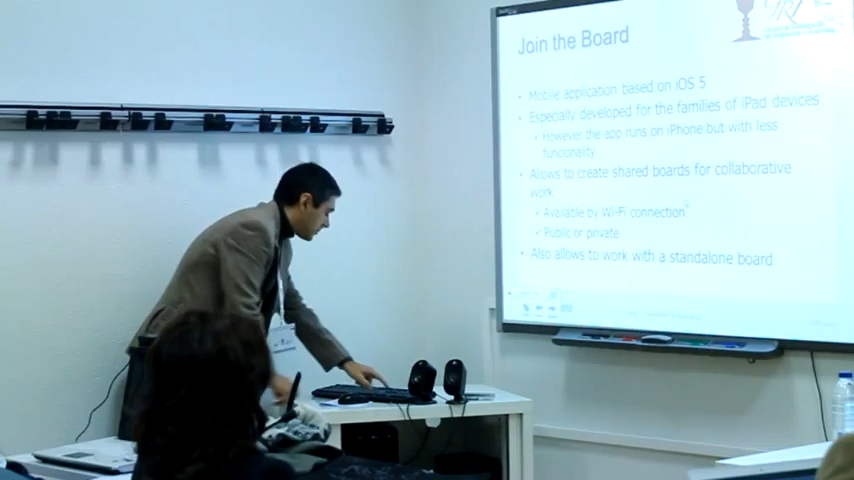 Join the Board
Mobile application based on iOS 5
Especially developed for the families of iPad devices
However the app runs on iPhone but with less
funcionality
Allows to create shared boards for collaborative
work
Available by Wi-Fi connection
Public or private
Also allows to work with a standalone board